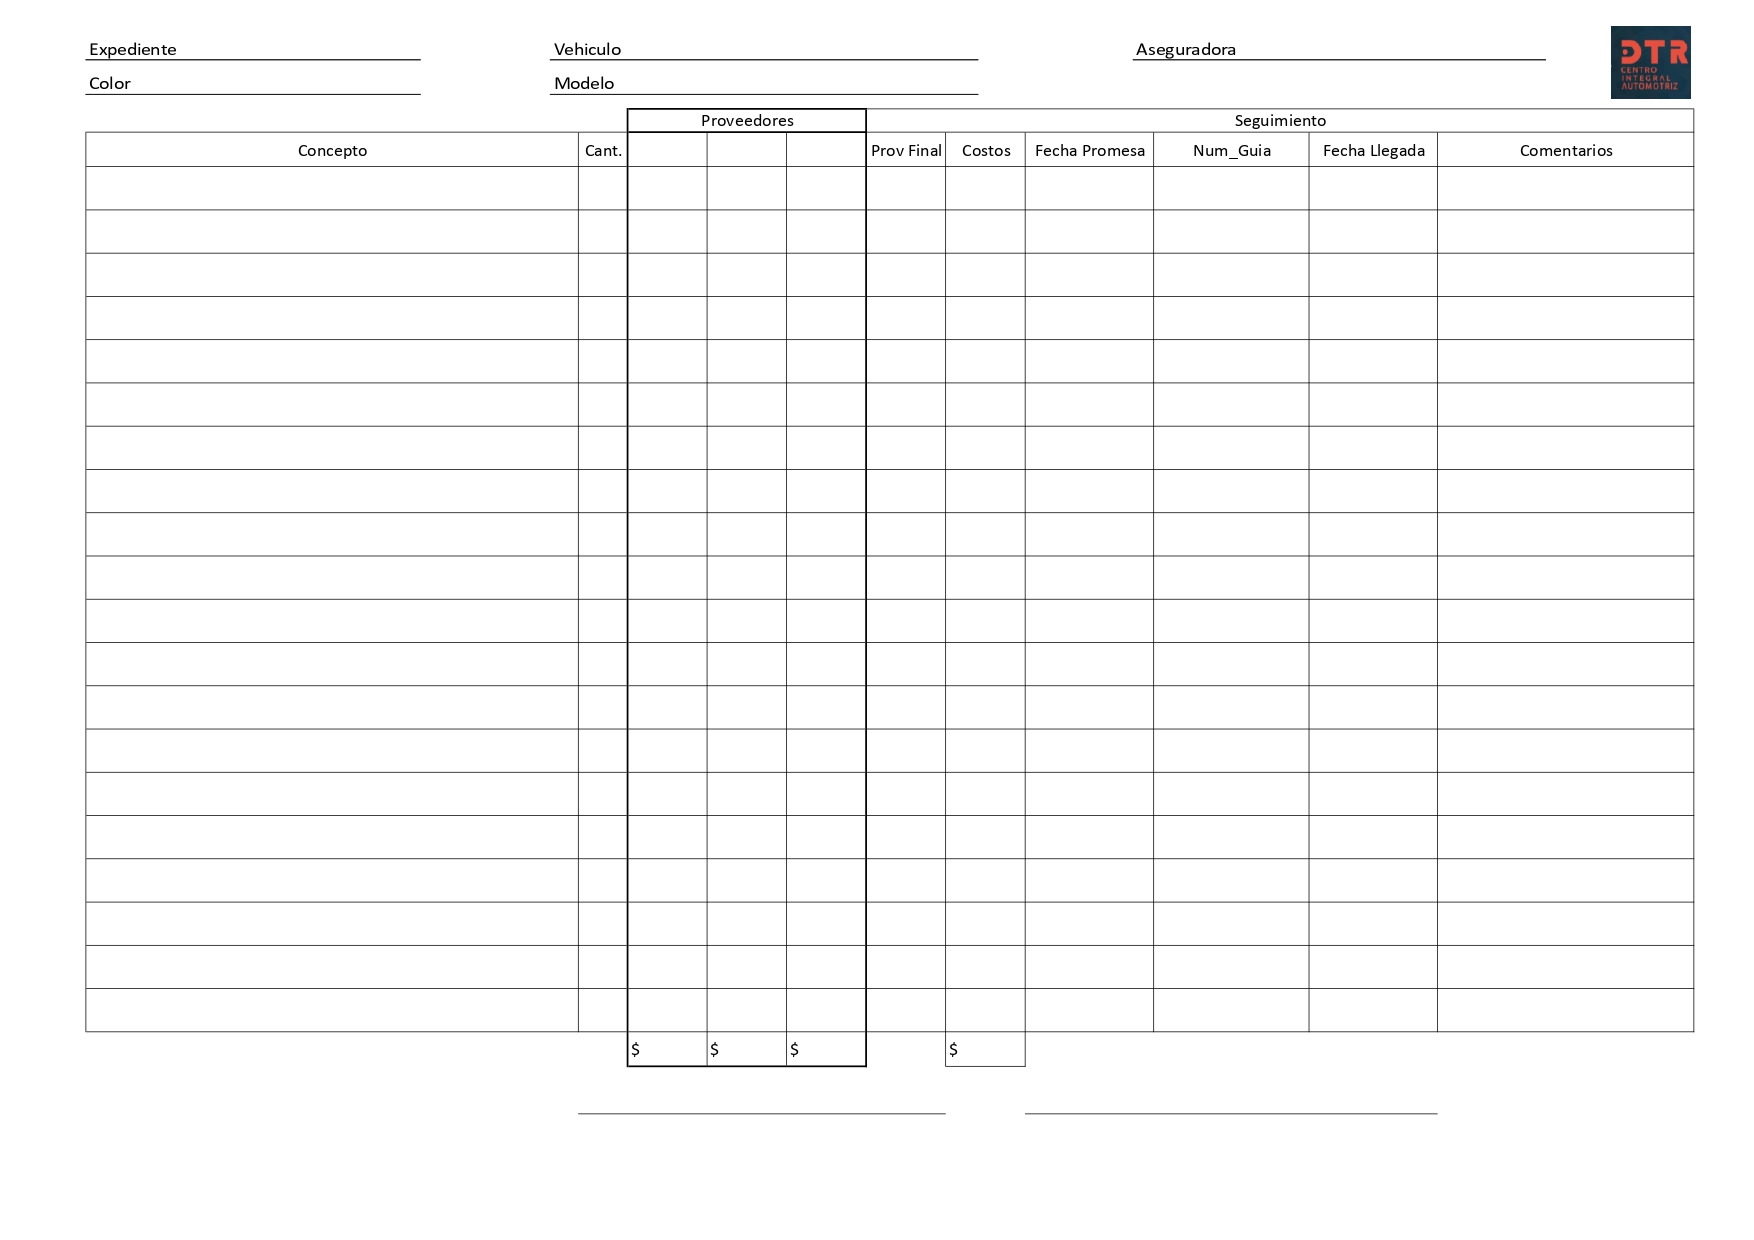 Expediente Vehiculo Aseguradora
DTR
CENTRO
INTEGRAL
AUTOMOTRIZ
Color Modelo
Proveedores Seguimiento
Concepto Cant. Prov Final Costos Fecha Promesa Num_Guia Fecha Llegada Comentarios
$ $ $ $